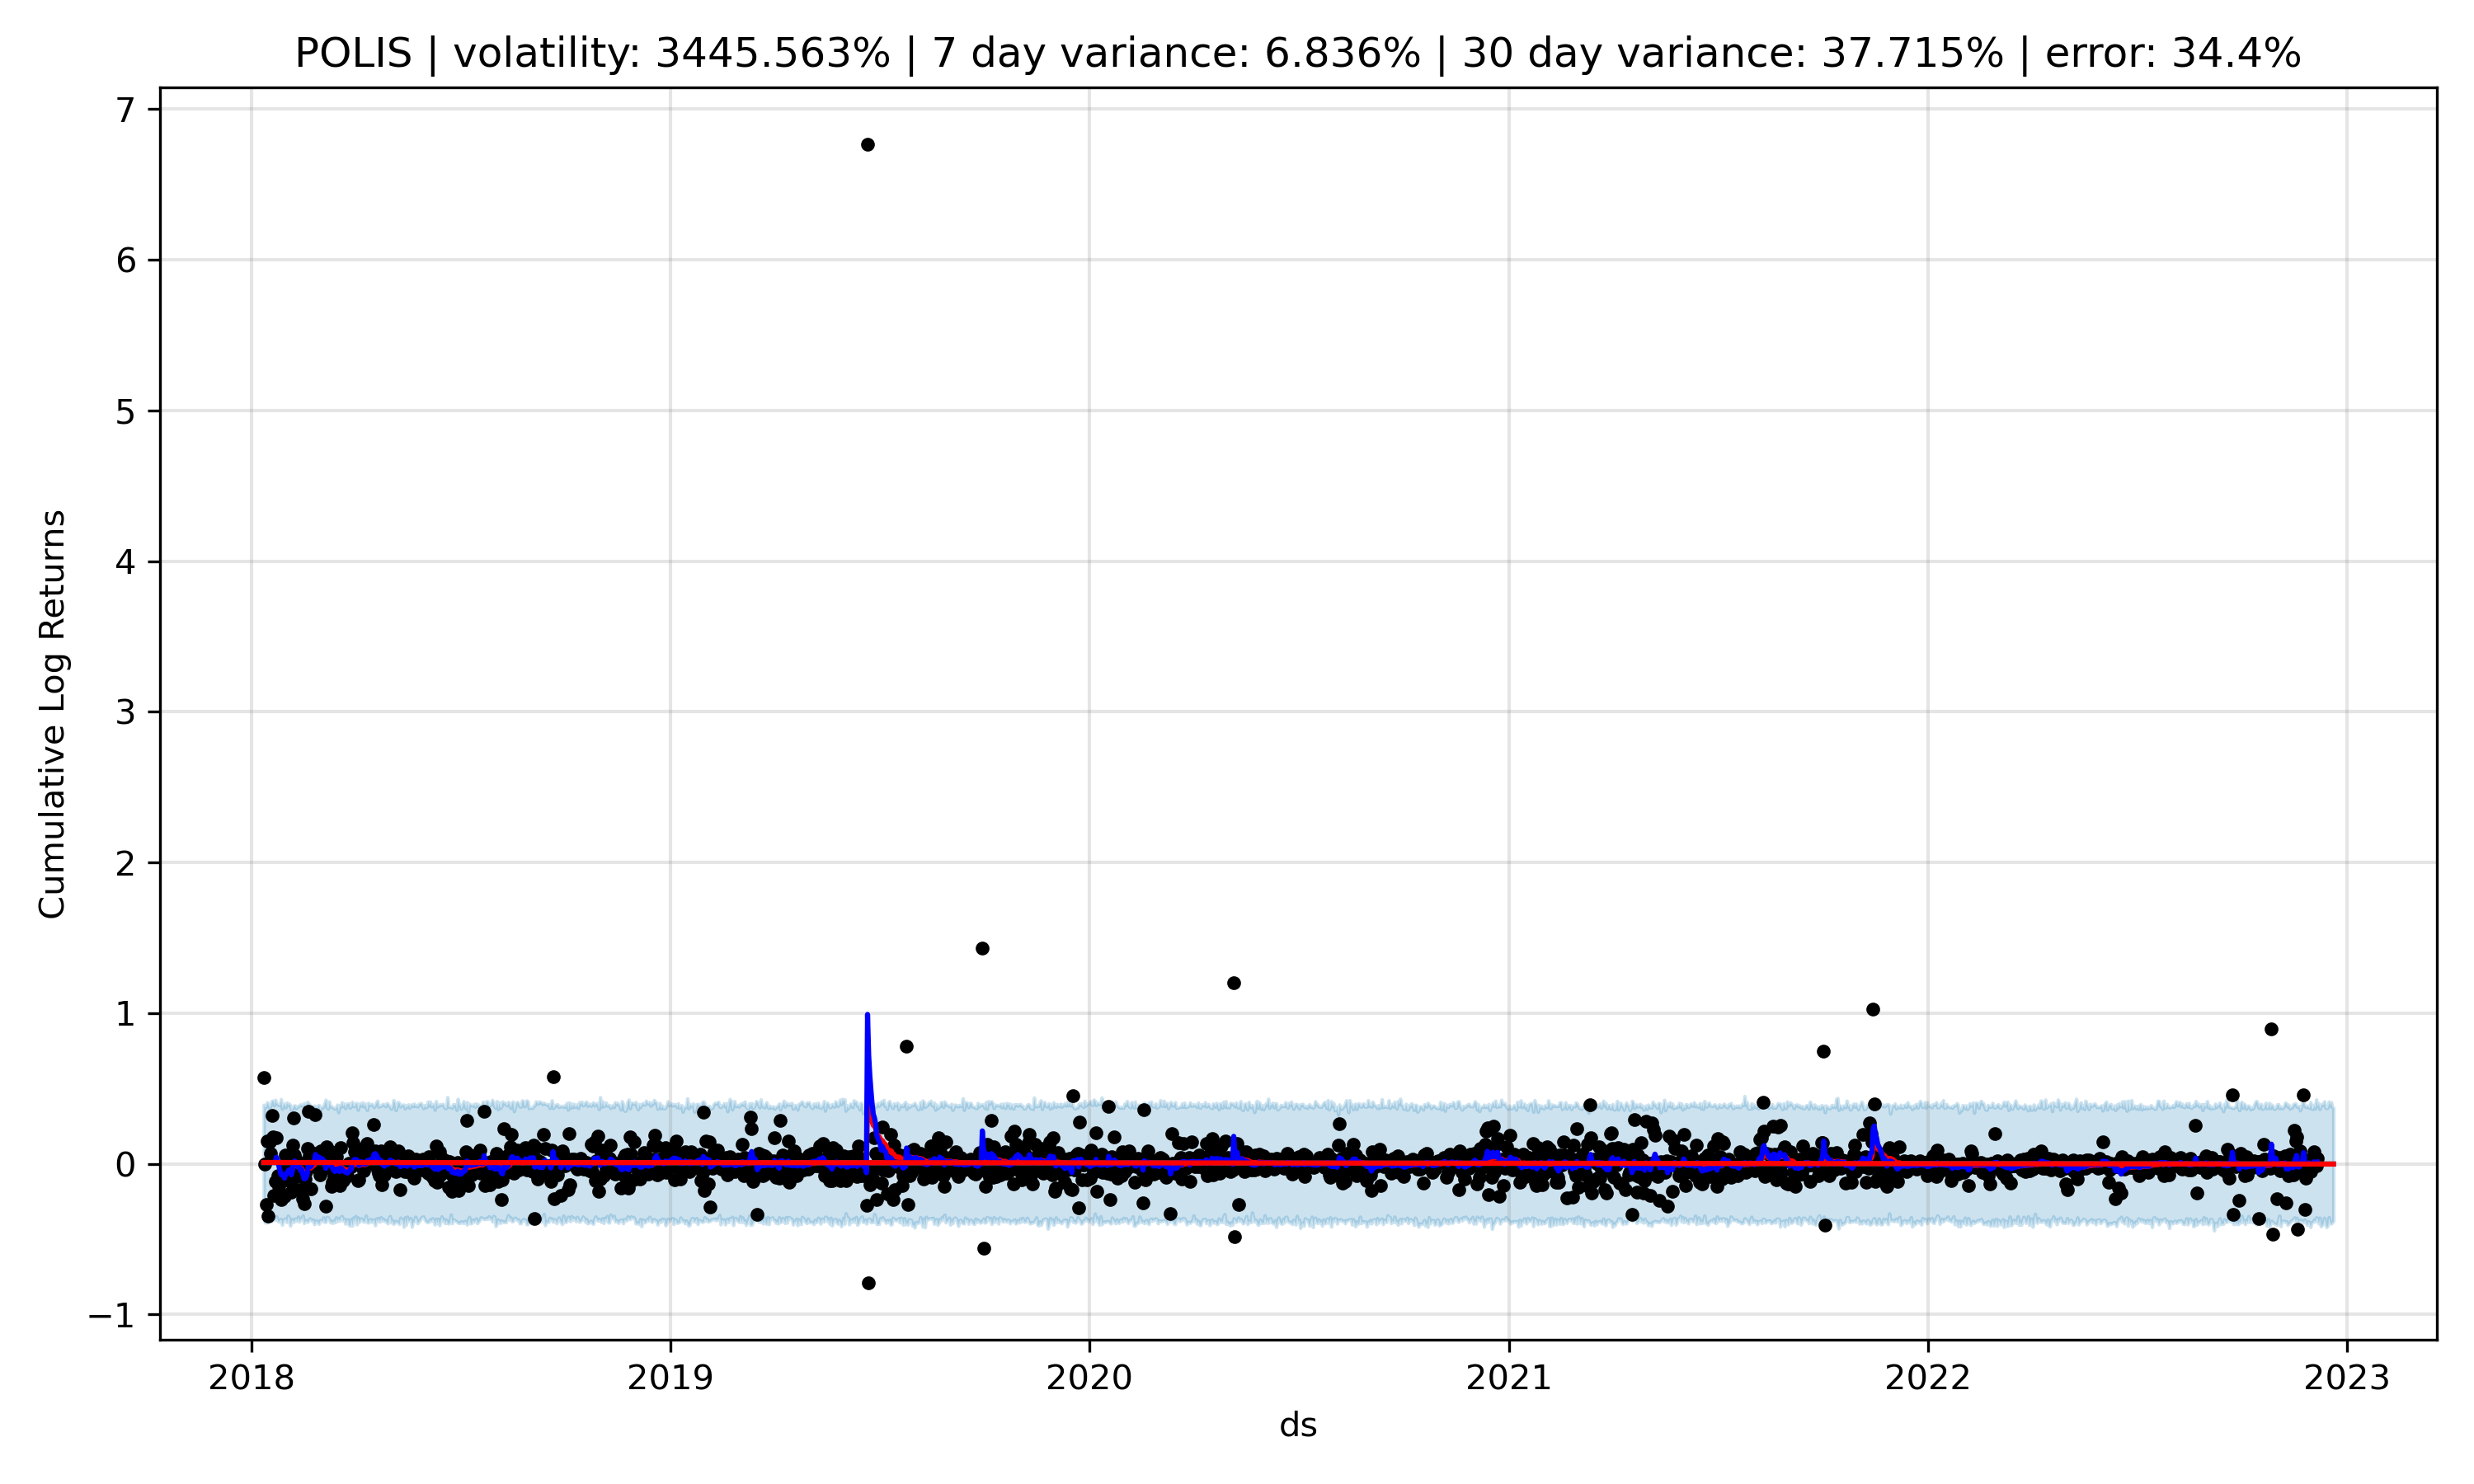 POLIS | volatility: 3445.563% | 7 day variance: 6.836% | 30 day variance: 37.715% | error: 34.4%
Cumulative Log Returns
7
6
5
4
3
2
1
0
−1
2018 2019 2020 2021 2022 2023
ds